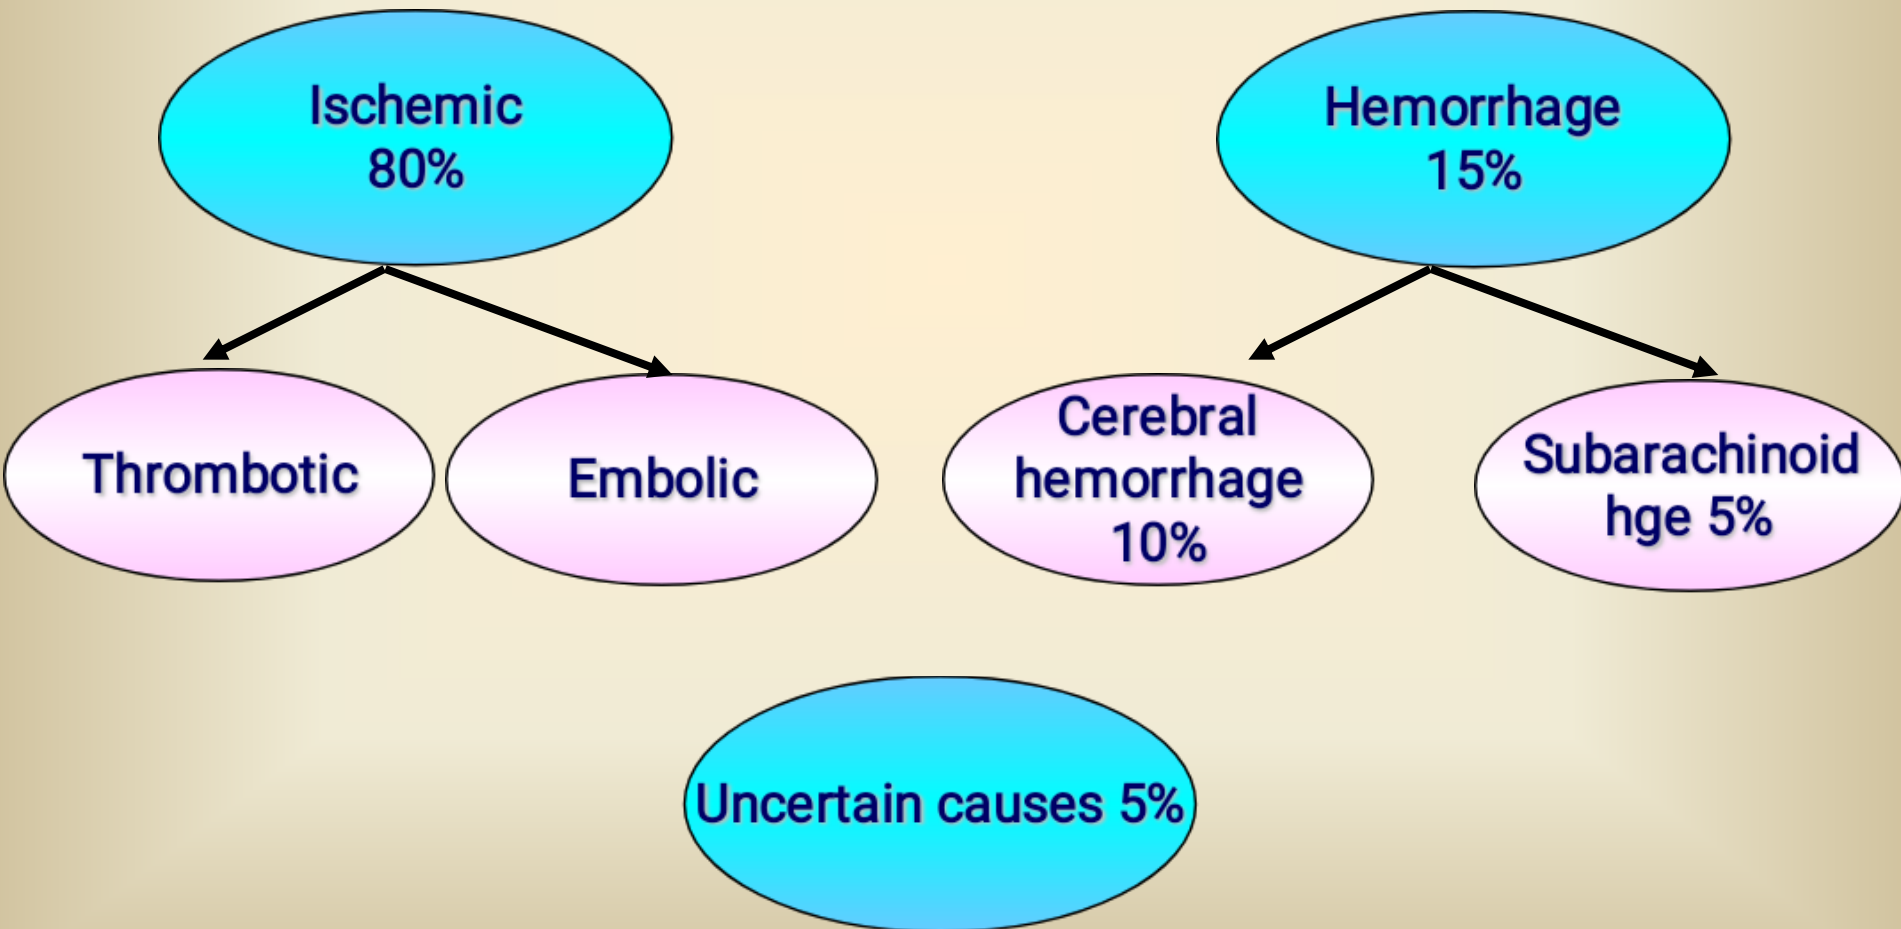 Ischemic
80%
Hemorrhage
15%
Thrombotic
Embolic
Cerebral
hemorrhage
10%
Subarachinoid
hge 5%
Uncertain causes 5%